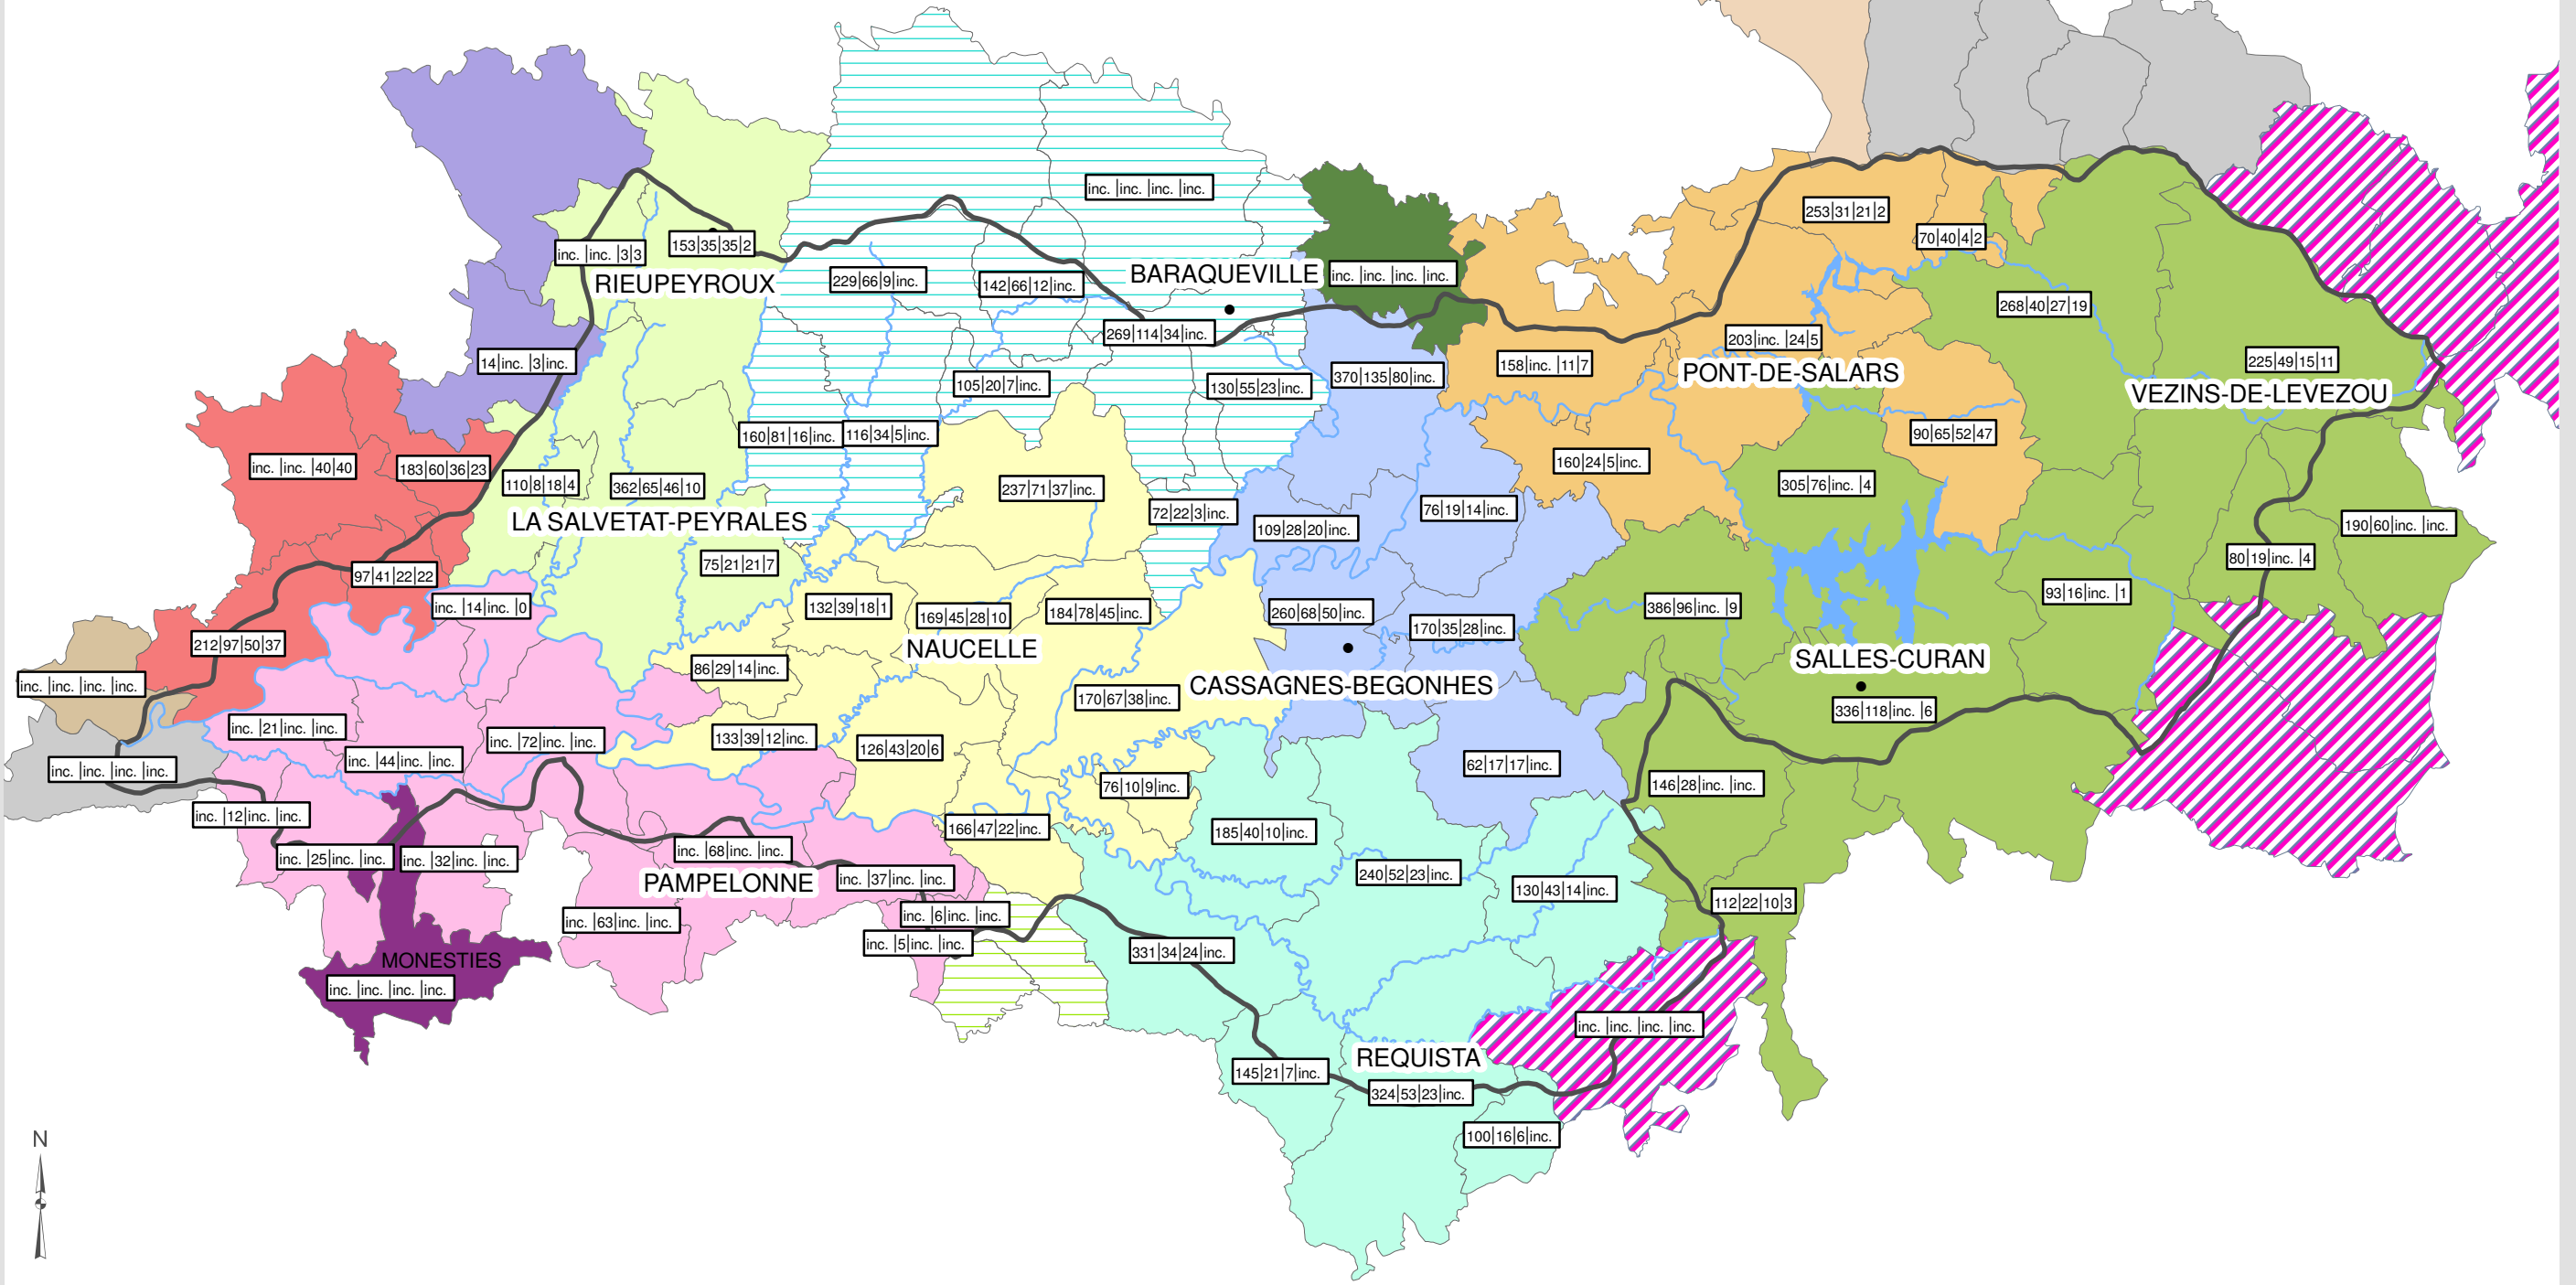 inc. |inc. |inc. |inc.
253|31|21|2
70|40|4|2
153|35|35|2
inc. |inc. |3|3
RIEUPEYROUX
229|66|9|inc.
142|66|12|inc.
BARAQUEVILLE
inc. |inc. |inc. |inc.
268|40|27|19
269|114|34|inc.
203|inc. |24|5
14|inc. |3|inc.
158|inc. |11|7
225|49|15|11
PONT-DE-SALARS
370|135|80|inc.
105|20|7|inc.
130|55|23|inc.
VEZINS-DE-LEVEZOU
160|81|16|inc.
116|34|5|inc.
90|65|52|47
inc. |inc. |40|40
183|60|36|23
160|24|5|inc.
110|8|18|4
362|65|46|10
237|71|37|inc.
305|76|inc. |4
LA SALVETAT-PEYRALES
72|22|3|inc.
76|19|14|inc.
109|28|20|inc.
190|60|inc. |inc.
80|19|inc. |4
97|41|22|22
75|21|21|7
93|16|inc. |1
inc. |14|inc. |0
132|39|18|1
169|45|28|10
184|78|45|inc.
260|68|50|inc.
386|96|inc. |9
170|35|28|inc.
212|97|50|37
NAUCELLE
SALLES-CURAN
86|29|14|inc.
inc. |inc. |inc. |inc.
CASSAGNES-BEGONHES
170|67|38|inc.
336|118|inc. |6
inc. |21|inc. |inc.
inc. |72|inc. |inc.
133|39|12|inc.
126|43|20|6
inc. |44|inc. |inc.
inc. |inc. |inc. |inc.
62|17|17|inc.
76|10|9|inc.
146|28|inc. |inc.
inc. |12|inc. |inc.
166|47|22|inc.
185|40|10|inc.
inc. |25|inc. |inc.
inc. |32|inc. |inc.
inc. |68|inc. |inc.
PAMPELONNE
inc. |37|inc. |inc.
240|52|23|inc.
130|43|14|inc.
112|22|10|3
inc. |63|inc. |inc.
inc. |6|inc. |inc.
inc. |5|inc. |inc.
331|34|24|inc.
MONESTIES
inc. |inc. |inc. |inc.
inc. |inc. |inc. |inc.
REQUISTA
145|21|7|inc.
324|53|23|inc.
100|16|6|inc.
N